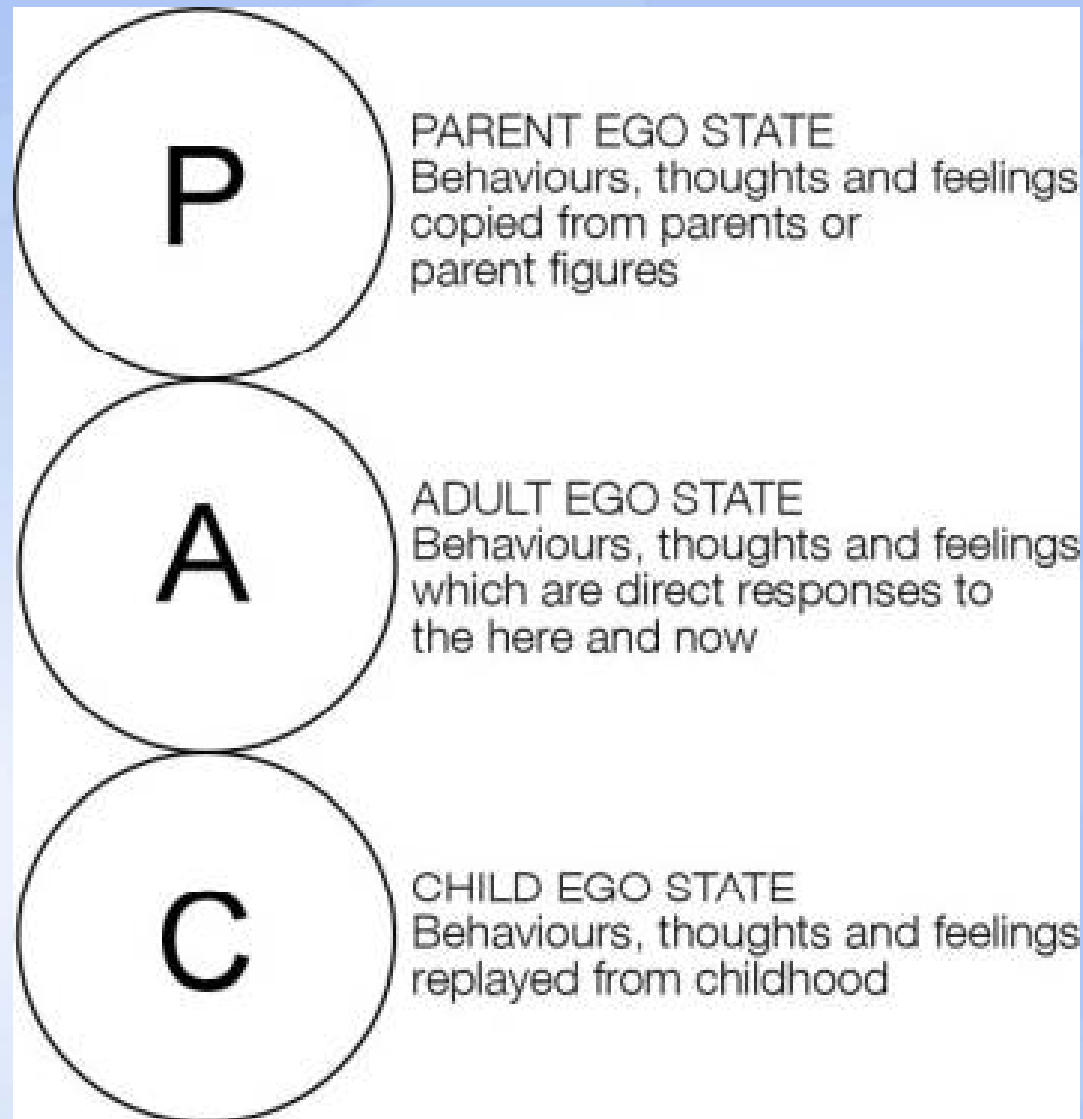 P
PARENT EGO STATE
Behaviours, thoughts and feelings
copied from parents or
parent figures
A
ADULT EGO STATE
Behaviours, thoughts and feelings
which are direct responses to
the here and now
C
CHILD EGO STATE
Behaviours, thoughts and feelings
replayed from childhood